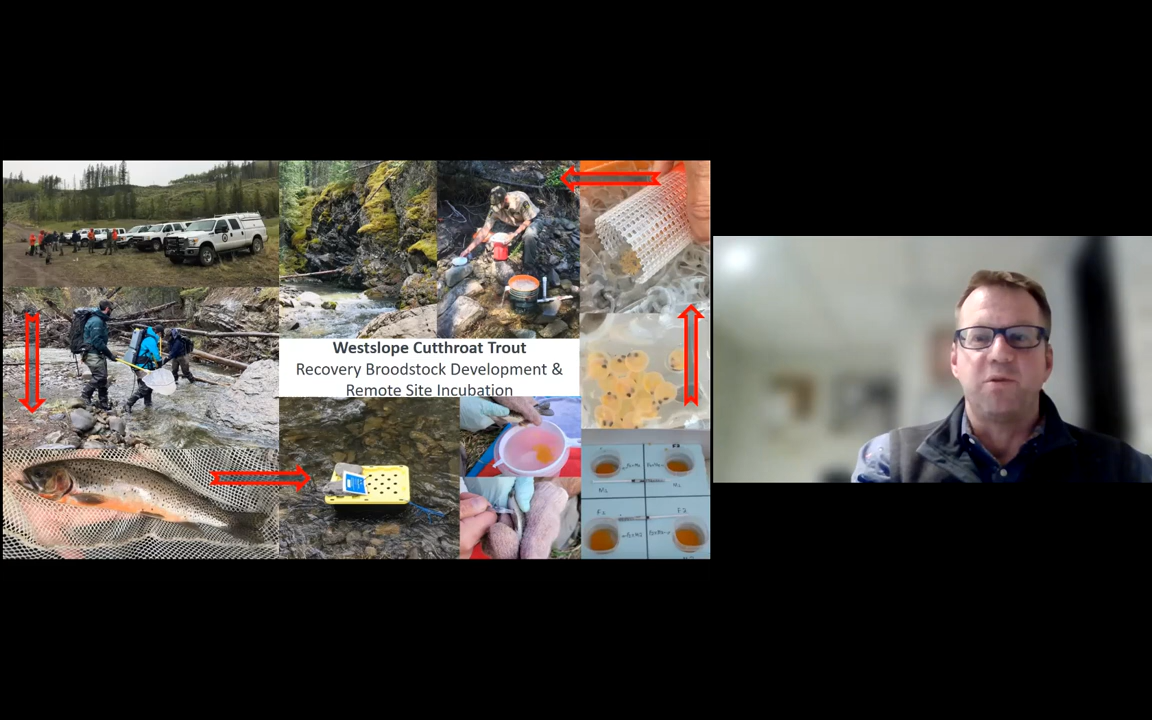 Westslope Cutthroat Trout
Recovery Broodstock Development &
Remote Site Incubation